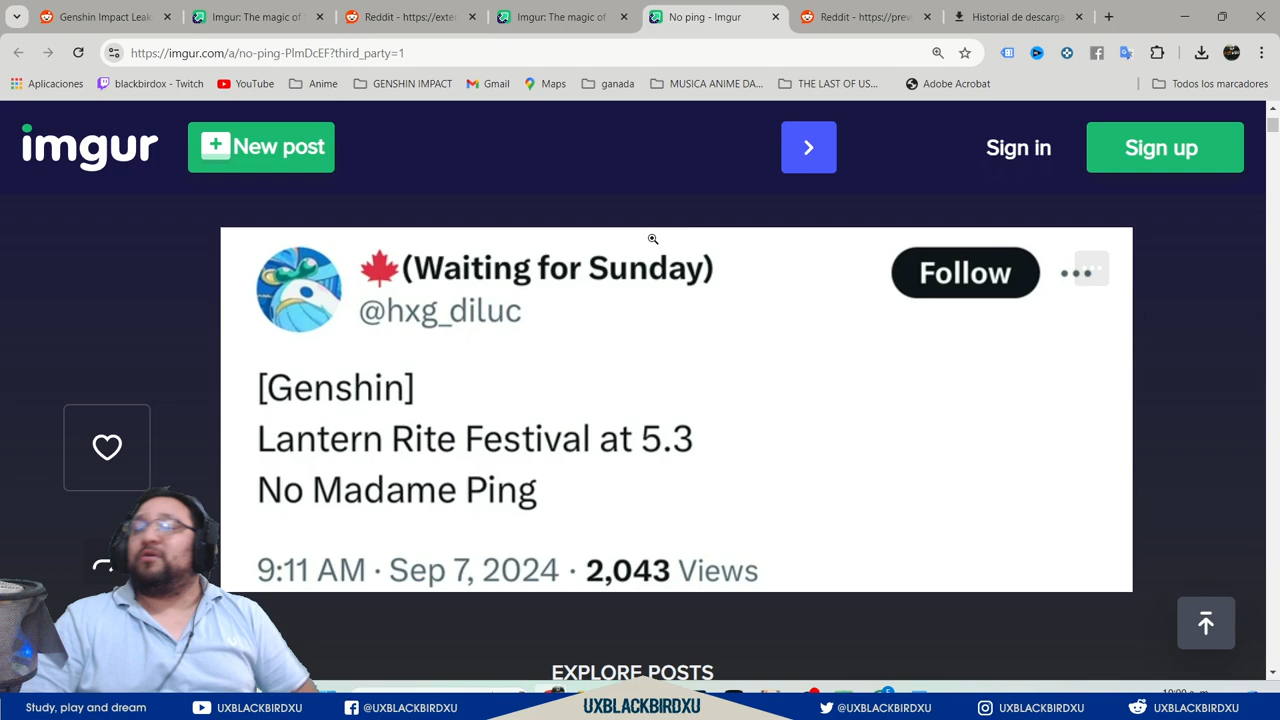 Genshin Impact Leak
Imgur: The magic of
Reddit - https://exter
Imgur: The magic of
No ping - Imgur
Reddit - https://previ
Historial de descarga
https://imgur.com/a/no-ping-PlmDcEF?third_party=1
Aplicaciones
blackbirdox - Twitch
YouTube
Anime
GENSHIN IMPACT
Gmail
Maps
ganada
MUSICA ANIME DA...
THE LAST OF US...
Adobe Acrobat
Todos los marcadores
imgur
New post
Sign in
Sign up
(Waiting for Sunday)
@hxg_diluc
Follow
[Genshin]
Lantern Rite Festival at 5.3
No Madame Ping
9:11 AM · Sep 7, 2024 · 2,043 Views
EXPLORE POSTS
Study, play and dream
UXBLACKBIRDXU
@UXBLACKBIRDXU
UXBLACKBIRDXU
@UXBLACKBIRDXU
UXBLACKBIRDXU
UXBLACKBIRDXU